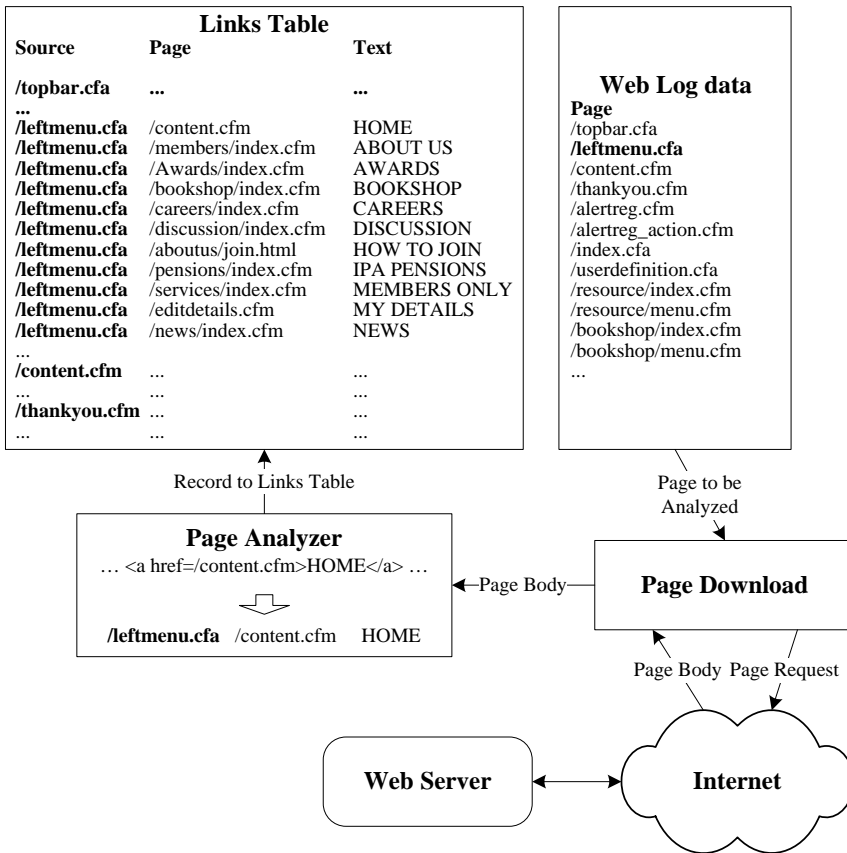 Links Table
Source Page Text
/topbar.cfa ... ...
...
/leftmenu.cfa /content.cfm HOME
/leftmenu.cfa /members/index.cfm ABOUT US
/leftmenu.cfa /Awards/index.cfm AWARDS
/leftmenu.cfa /bookshop/index.cfm BOOKSHOP
/leftmenu.cfa /careers/index.cfm CAREERS
/leftmenu.cfa /discussion/index.cfm DISCUSSION
/leftmenu.cfa /aboutus/join.html HOW TO JOIN
/leftmenu.cfa /pensions/index.cfm IPA PENSIONS
/leftmenu.cfa /services/index.cfm MEMBERS ONLY
/leftmenu.cfa /editdetails.cfm MY DETAILS
/leftmenu.cfa /news/index.cfm NEWS
...
/content.cfm ... ...
... ... ...
/thankyou.cfm ... ...
... ... ...
Web Log data
Page
/topbar.cfa
/leftmenu.cfa
/content.cfm
/thankyou.cfm
/alertreg.cfm
/alertreg_action.cfm
/index.cfa
/userdefinition.cfa
/resource/index.cfm
/resource/menu.cfm
/bookshop/index.cfm
/bookshop/menu.cfm
...
Record to Links Table
Page to be
Analyzed
Page Analyzer
... <a href=/content.cfm>HOME</a> ...
/leftmenu.cfa /content.cfm HOME
Page Body
Page Download
Page Body Page Request
Web Server
Internet